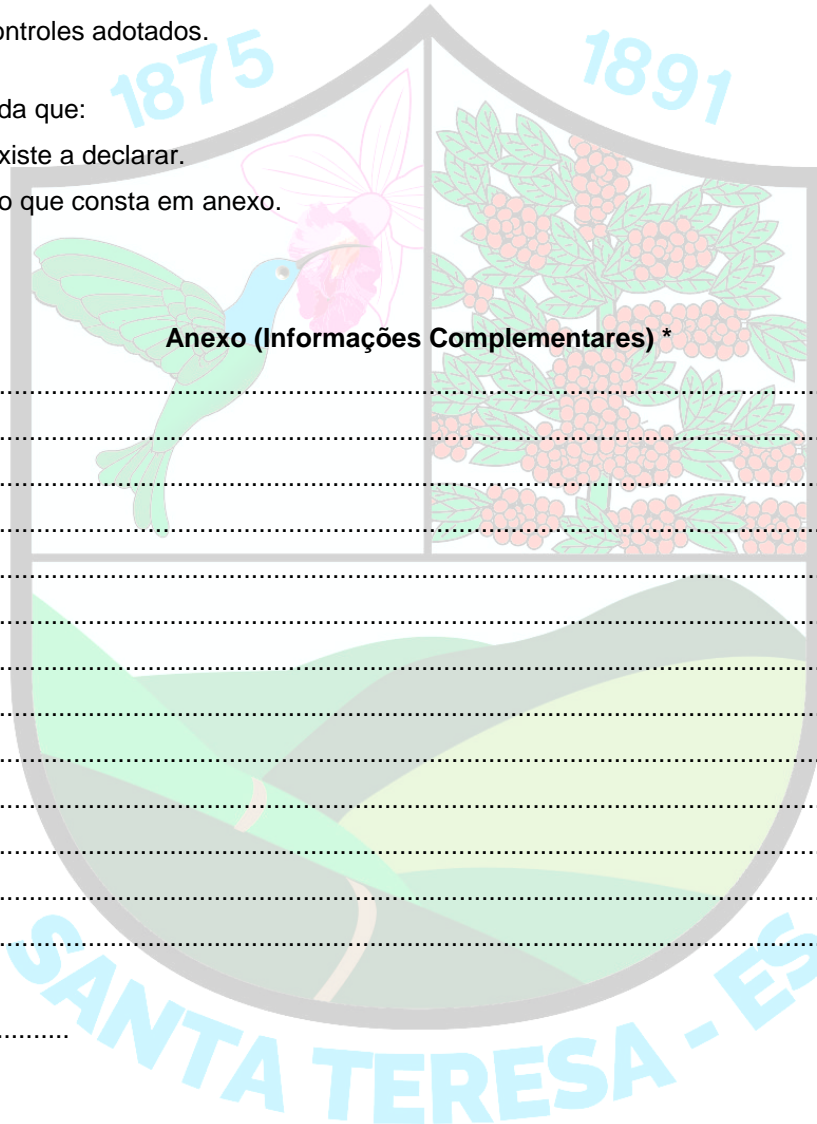 ontroles adotados.
1875
1891
da que:
xiste a declarar.
o que consta em anexo.
Anexo (Informações Complementares) *
..........................................................................................................................
..........................................................................................................................
..........................................................................................................................
..........................................................................................................................
..........................................................................................................................
..........................................................................................................................
..........................................................................................................................
..........................................................................................................................
..........................................................................................................................
..........................................................................................................................
..........................................................................................................................
..........................................................................................................................
..........................................................................................................................
..........
SANTA TERESA - ES